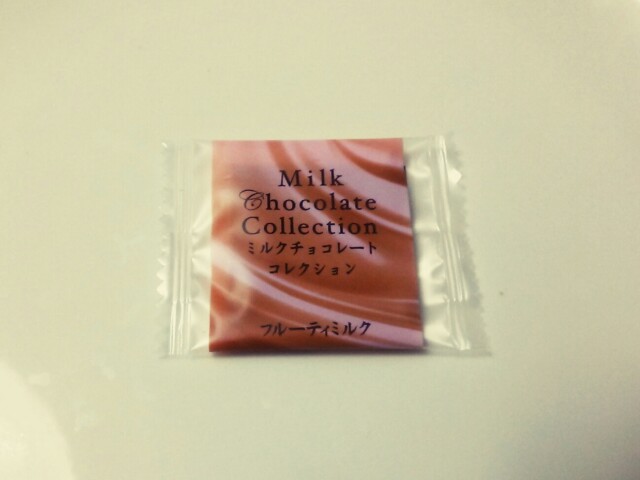 Milk
Chocolate
Collection
ミルクチョコレート
コレクション
フルーティミルク